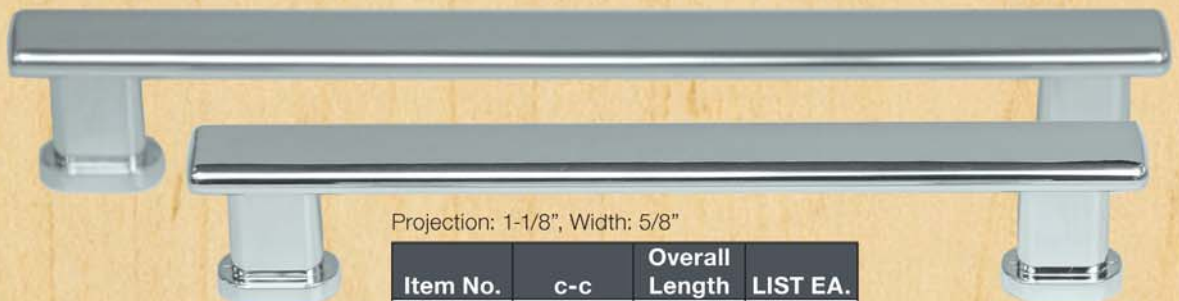 Projection: 1-1/8”, Width: 5/8”
Item No. c-c Overall Length LIST EA.